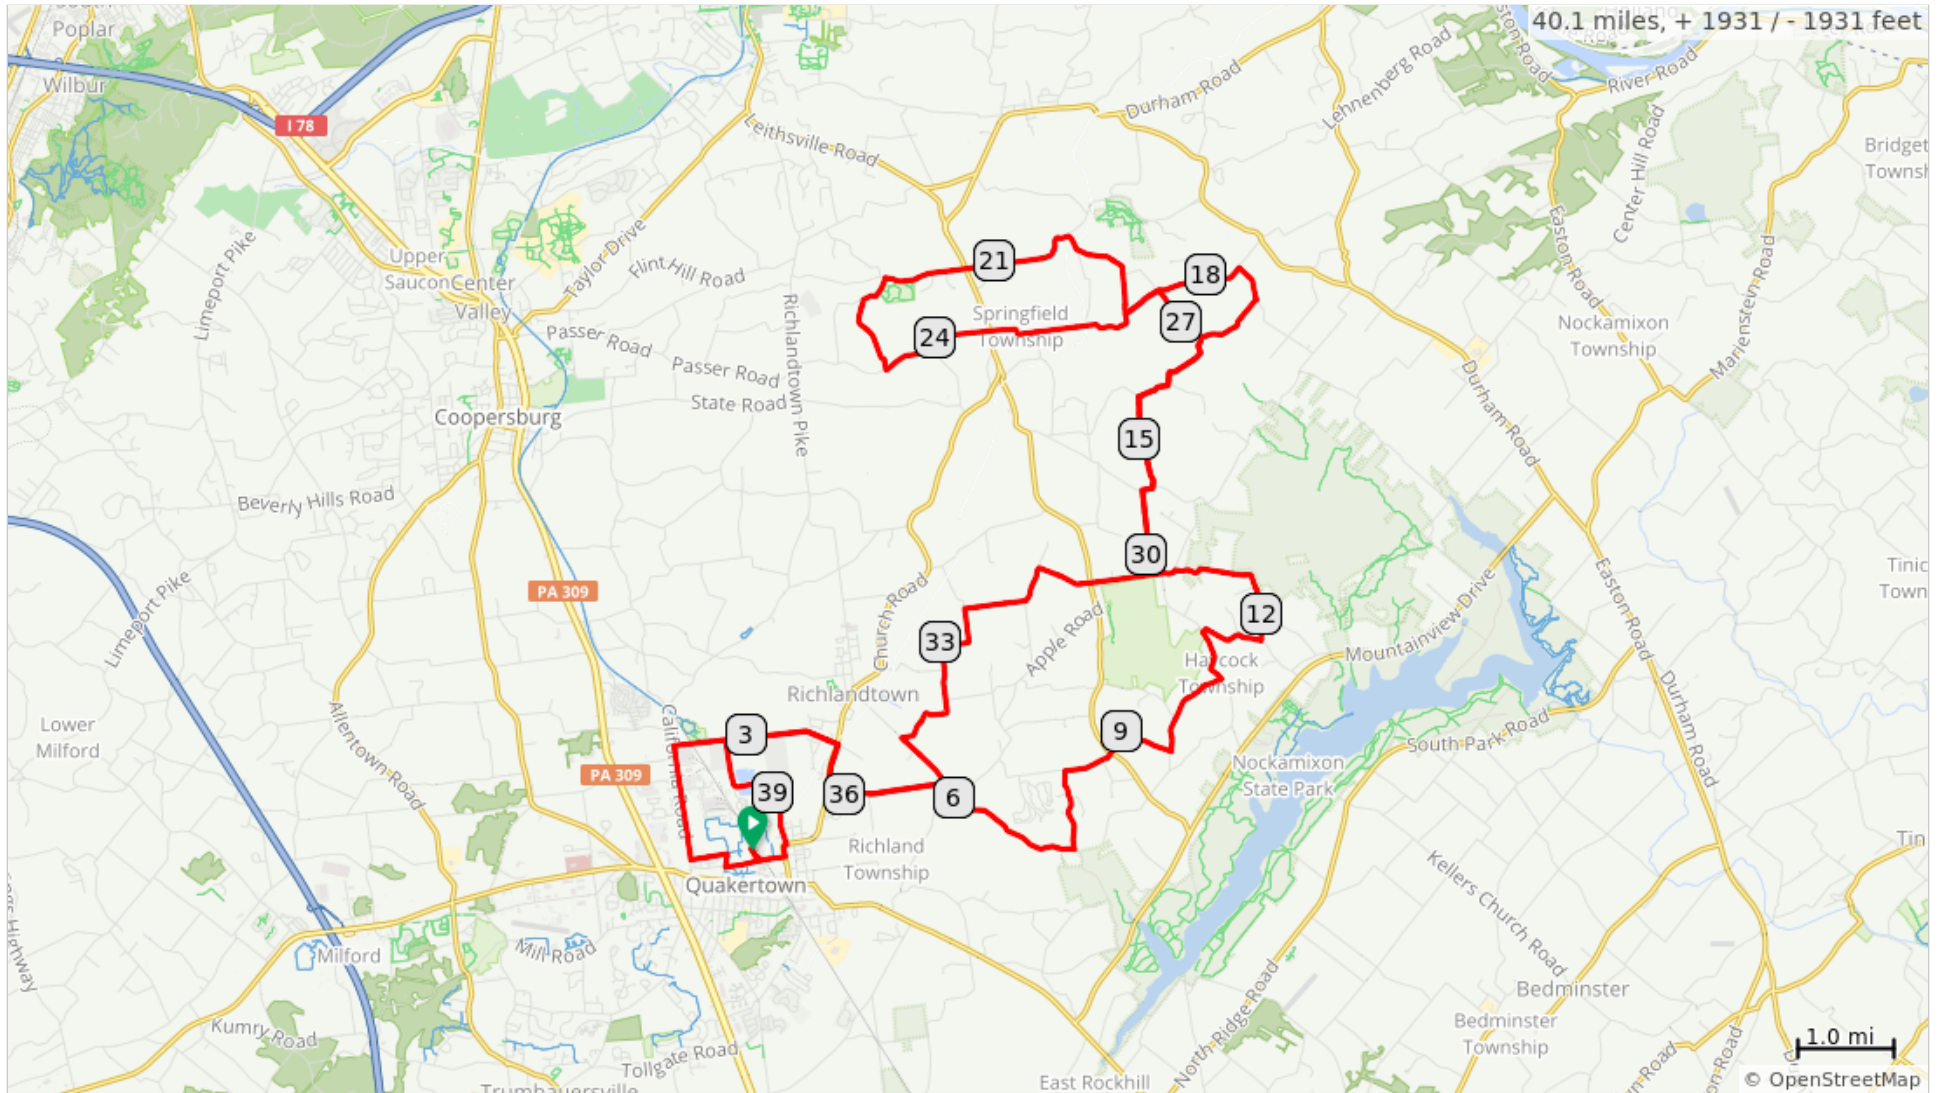 40.1 miles, + 1931 / - 1931 feet
Poplar
Wilbur
I 78
Leithsville Road
Durham Road
Lehnenberg Road
Easton Road
River Road
Center Hill Road
Limeport Pike
Upper
Saucon
Center
Valley
Taylor Drive
Flint Hill Road
Richlandtown Pike
21
18
27
24
Springfield
Township
Easton Road
Marienstein Road
Nockamixon
Township
Passer Road
Passer Road
State Road
Coopersburg
Durham Road
15
Beverly Hills Road
30
PA 309
Limeport Pike
Church Road
Apple Road
33
12
Haycock
Township
Mountainview Drive
Easton Road
Durham Road
Richlandtown
Lower
Milford
Allentown Road
California Road
3
9
South Park Road
Nockamixon
State Park
PA 309
39
36
6
Richland
Township
Quakertown
Kellers Church Road
Milford
Mill Road
Bedminster
Bedminster
Township
North Ridge Road
Kumry Road
Tollgate Road
East Rockhill
1.0 mi
© OpenStreetMap